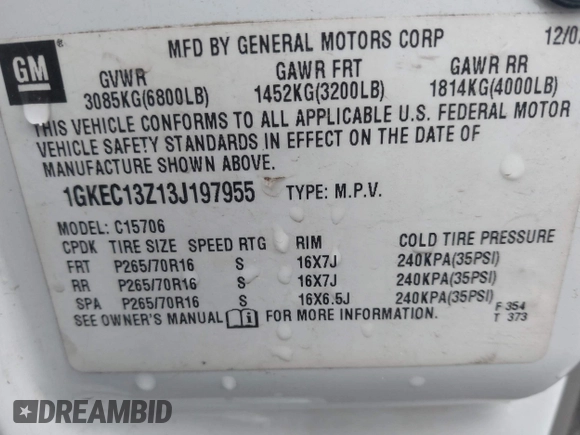 GM
MFD BY GENERAL MOTORS CORP 12/02
GVWR GAWR FRT GAWR RR
3085KG(6800LB) 1452KG(3200LB) 1814KG(4000LB)
THIS VEHICLE CONFORMS TO ALL APPLICABLE U.S. FEDERAL MOTOR
VEHICLE SAFETY STANDARDS IN EFFECT ON THE DATE OF
MANUFACTURE SHOWN ABOVE.
1GKEC13Z13J197955 TYPE: M.P.V.
MODEL: C15706
CPDK TIRE SIZE SPEED RTG RIM COLD TIRE PRESSURE
FRT P265/70R16 S 16X7J 240KPA(35PSI)
RR P265/70R16 S 16X7J 240KPA(35PSI)
SPA P265/70R16 S 16X6.5J 240KPA(35PSI)
SEE OWNER'S MANUAL FOR MORE INFORMATION. F 354
T 373
DREAMBID